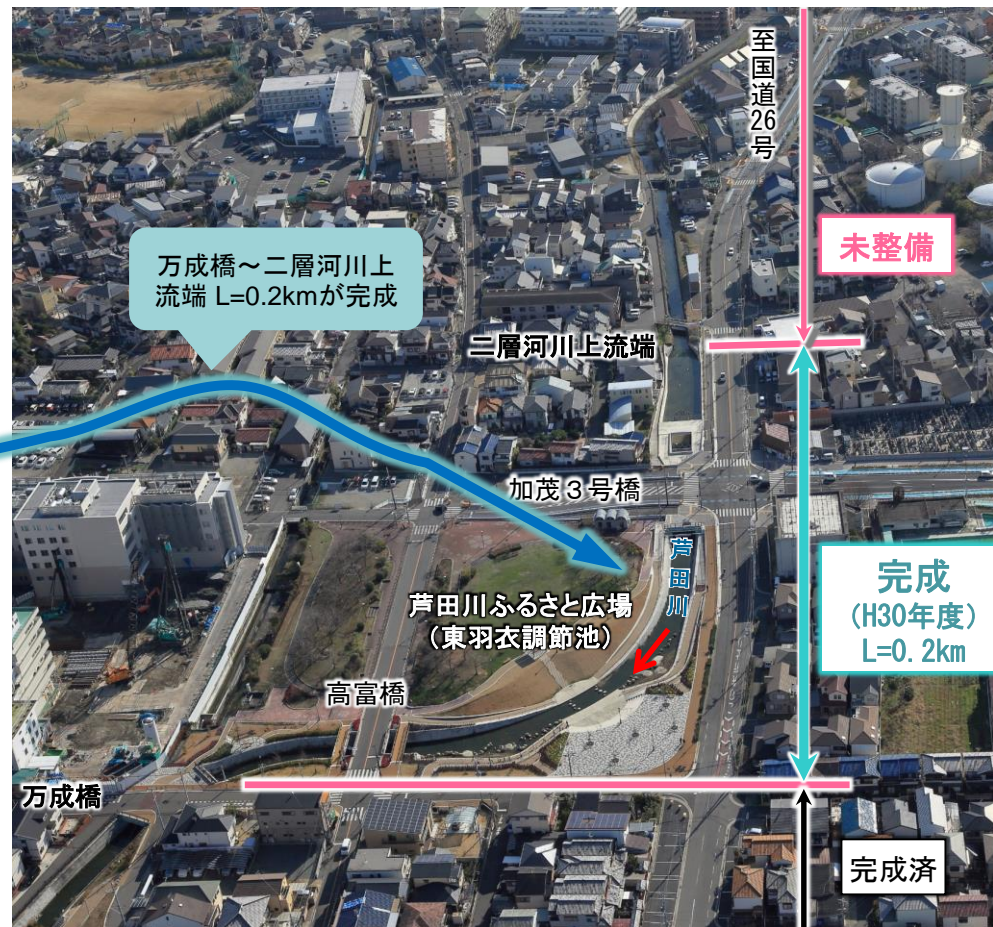 至国道26号
未整備
万成橋～二層河川上
流端 L=0.2kmが完成
二層河川上流端
加茂３号橋
芦田川
完成
(H30年度)
L=0.2km
芦田川ふるさと広場
（東羽衣調節池）
高富橋
万成橋
完成済